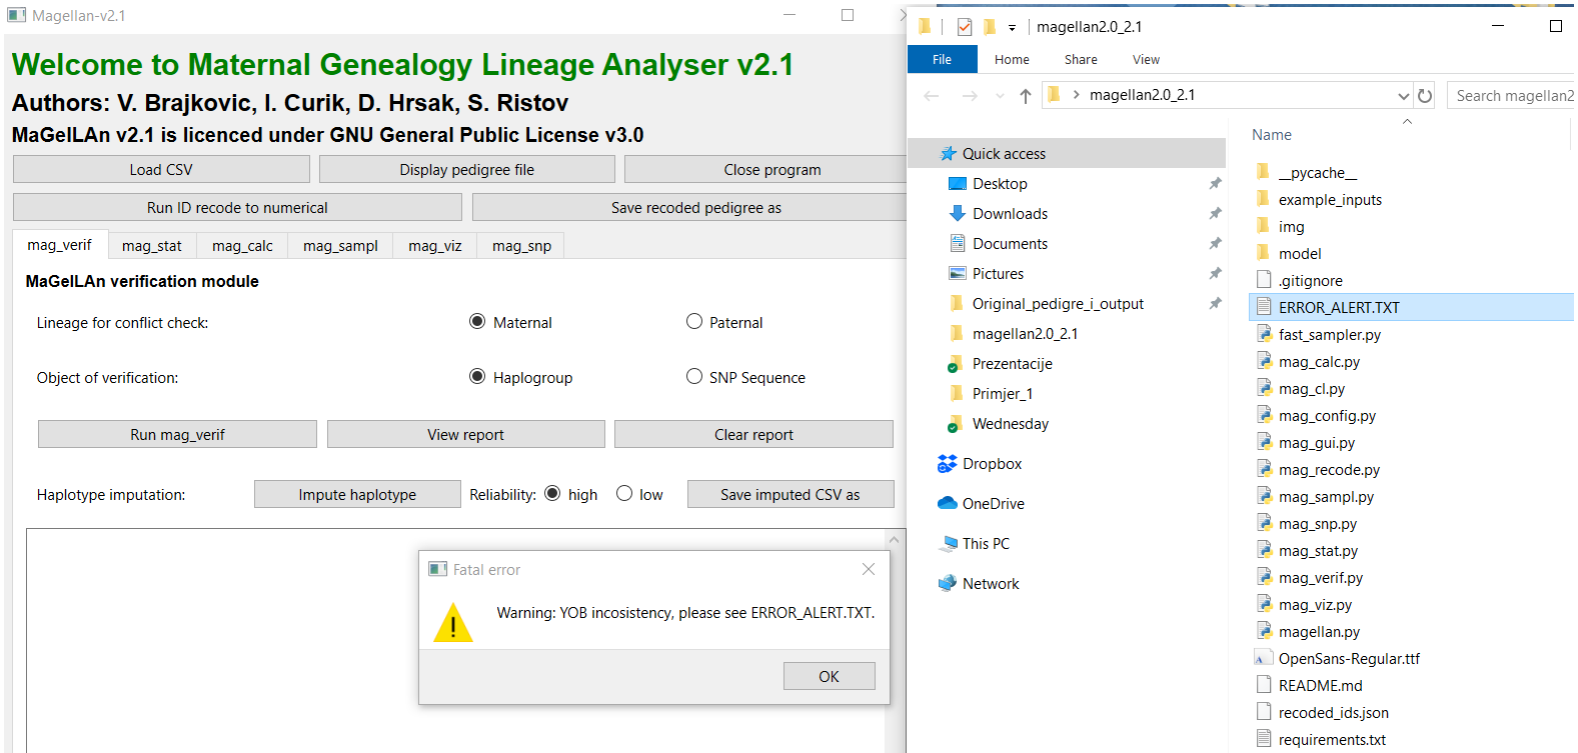 Magellan-v2.1
Welcome to Maternal Genealogy Lineage Analyser v2.1
Authors: V. Brajkovic, I. Curik, D. Hrsak, S. Ristov
MaGelLAn v2.1 is licenced under GNU General Public License v3.0
Load CSV
Display pedigree file
Close program
Run ID recode to numerical
Save recoded pedigree as
mag_verif
mag_stat
mag_calc
mag_sampl
mag_viz
mag_snp
MaGelLAn verification module
Lineage for conflict check:
Maternal
Paternal
Object of verification:
Haplogroup
SNP Sequence
Run mag_verif
View report
Clear report
Haplotype imputation:
Impute haplotype
Reliability:
high
low
Save imputed CSV as
Fatal error
Warning: YOB incosistency, please see ERROR_ALERT.TXT.
OK
magellan2.0_2.1
File
Home
Share
View
magellan2.0_2.1
Search magellan2
Quick access
Desktop
Downloads
Documents
Pictures
Original_pedigre_i_output
magellan2.0_2.1
Prezentacije
Primjer_1
Wednesday
Dropbox
OneDrive
This PC
Network
Name
__pycache__
example_inputs
img
model
.gitignore
ERROR_ALERT.TXT
fast_sampler.py
mag_calc.py
mag_cl.py
mag_config.py
mag_gui.py
mag_recode.py
mag_sampl.py
mag_snp.py
mag_stat.py
mag_verif.py
mag_viz.py
magellan.py
OpenSans-Regular.ttf
README.md
recoded_ids.json
requirements.txt